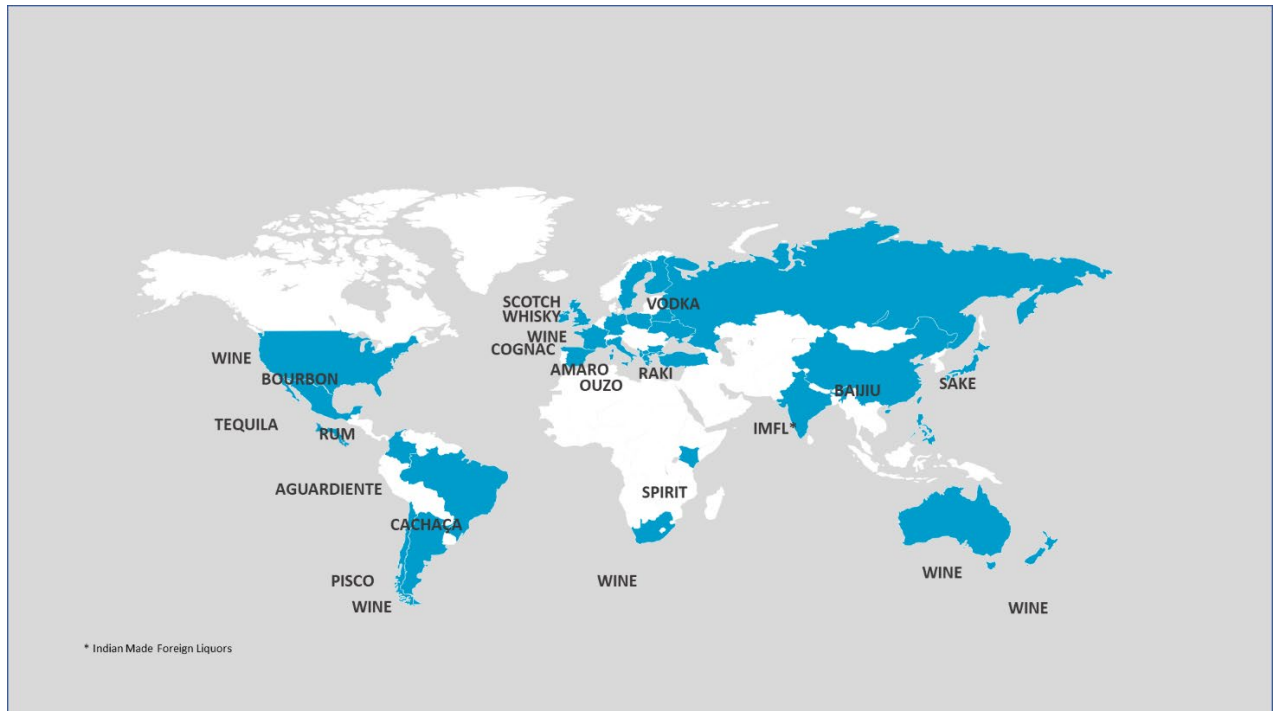 SCOTCH
WHISKY
VODKA
WINE
COGNAC
WINE
AMARO
RAKI
BOURBON
OUZO
BAIJIU
SAKE
TEQUILA
RUM
IMFL*
AGUARDIENTE
SPIRIT
CACHAÇA
PISCO
WINE
WINE
WINE
WINE
* Indian Made Foreign Liquors